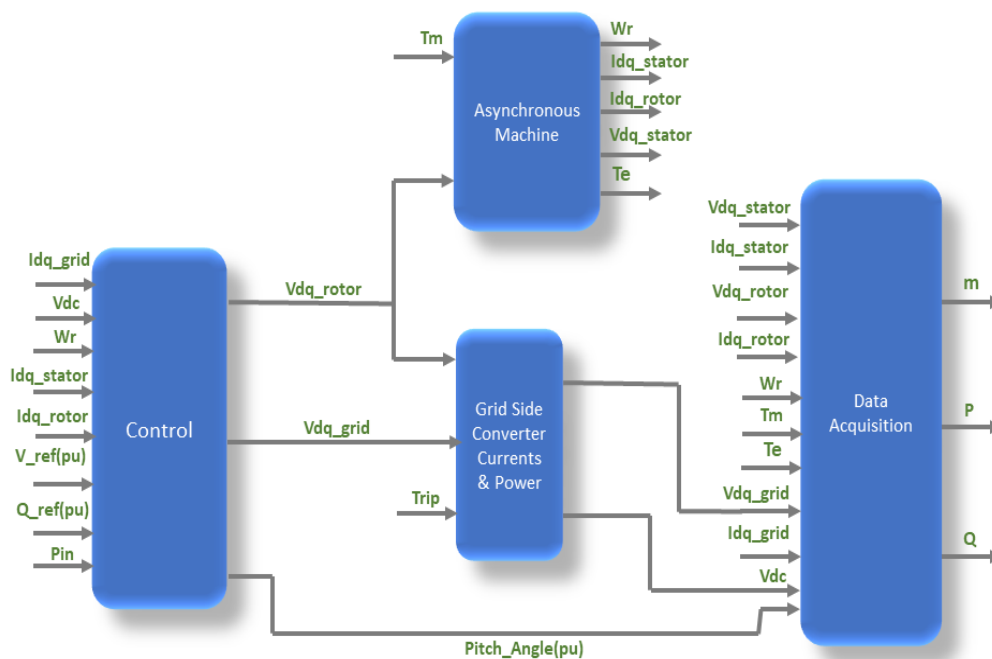 Tm
Asynchronous
Machine
Wr
Idq_stator
Idq_rotor
Vdq_stator
Te
Idq_grid
Vdc
Wr
Idq_stator
Idq_rotor
V_ref(pu)
Q_ref(pu)
Pin
Control
Vdq_rotor
Vdq_grid
Trip
Grid Side
Converter
Currents
& Power
Pitch_Angle(pu)
Vdq_stator
Idq_stator
Vdq_rotor
Idq_rotor
Wr
Tm
Te
Vdq_grid
Idq_grid
Vdc
Data
Acquisition
m
P
Q